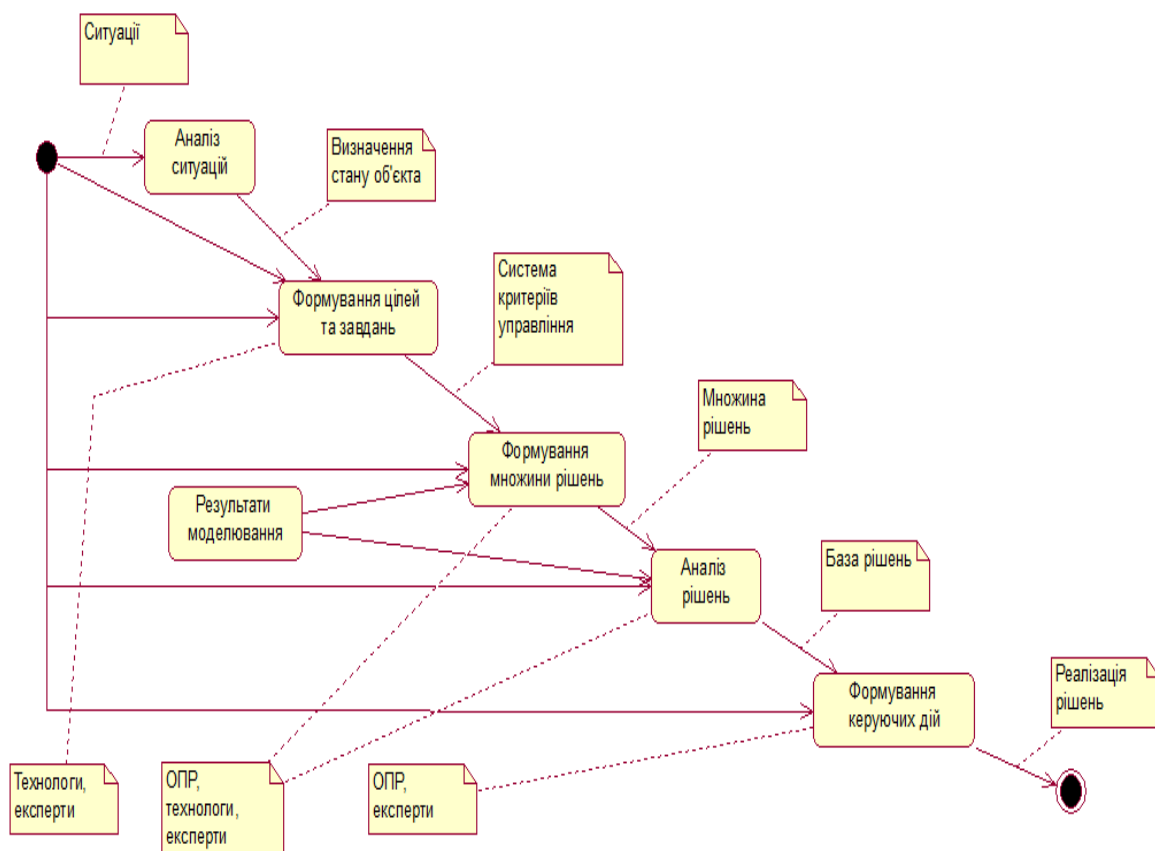 Ситуації
Аналіз
ситуацій
Визначення
стану об'єкта
Формування цілей
та завдань
Система
критеріїв
управління
Множина
рішень
Формування
множини рішень
Результати
моделювання
Аналіз
рішень
База рішень
Формування
керуючих дій
Реалізація
рішень
Технологи,
експерти
ОПР,
технологи,
експерти
ОПР,
експерти